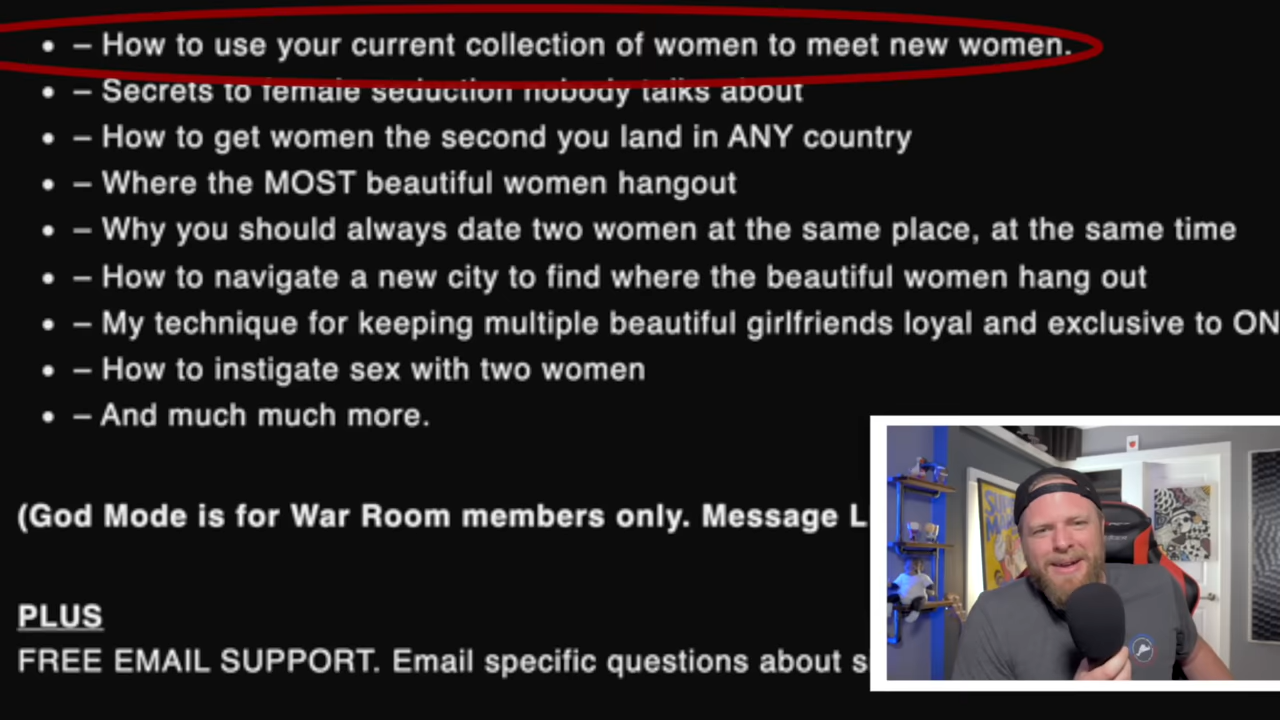 • – How to use your current collection of women to meet new women.
• – Secrets to female seduction nobody talks about
• – How to get women the second you land in ANY country
• – Where the MOST beautiful women hangout
• – Why you should always date two women at the same place, at the same time
• – How to navigate a new city to find where the beautiful women hang out
• – My technique for keeping multiple beautiful girlfriends loyal and exclusive to ON
• – How to instigate sex with two women
• – And much much more.
(God Mode is for War Room members only. Message L
PLUS
FREE EMAIL SUPPORT. Email specific questions about s